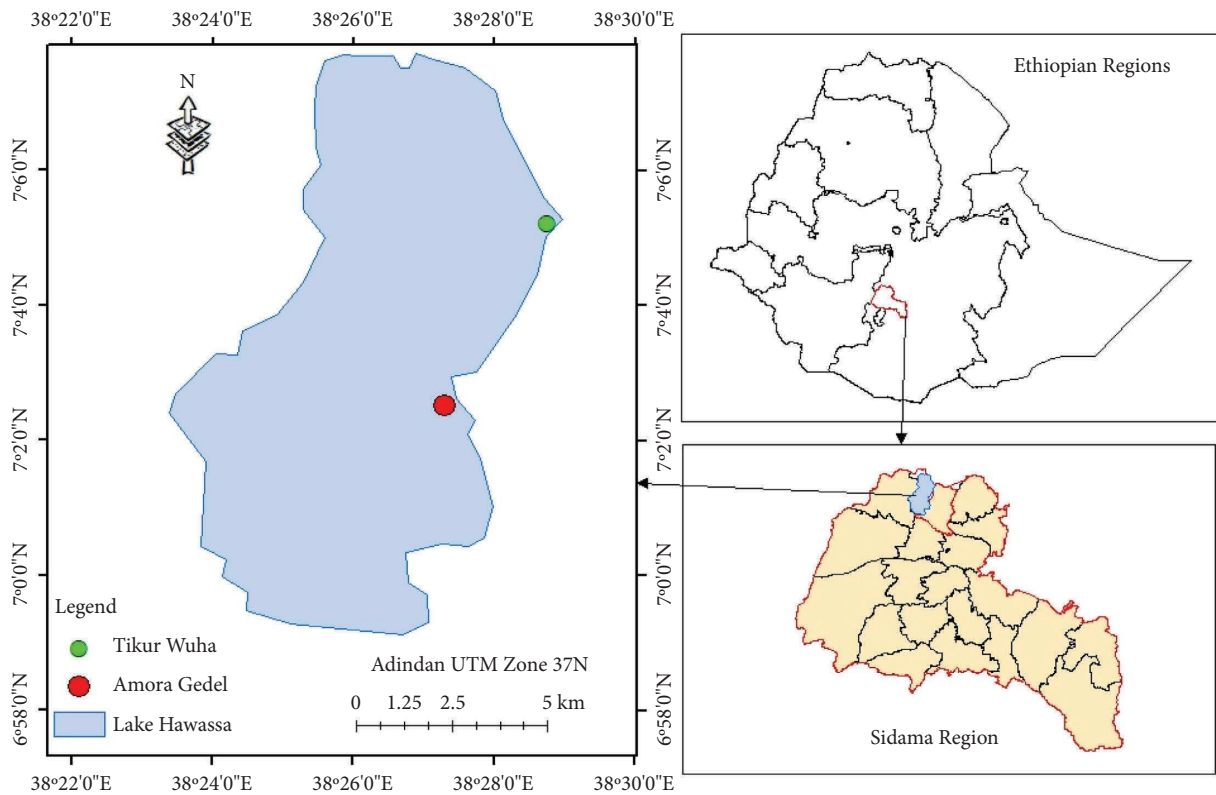 38°22'0"E 38°24'0"E 38°26'0"E 38°28'0"E 38°30'0"E
N
7°6'0"N
7°4'0"N
7°2'0"N
7°0'0"N
6°58'0"N
7°6'0"N
7°4'0"N
7°2'0"N
7°0'0"N
6°58'0"N
Legend
Tikur Wuha
Amora Gedel
Lake Hawassa
Adindan UTM Zone 37N
0 1.25 2.5 5 km
38°22'0"E 38°24'0"E 38°26'0"E 38°28'0"E 38°30'0"E
Ethiopian Regions
Sidama Region